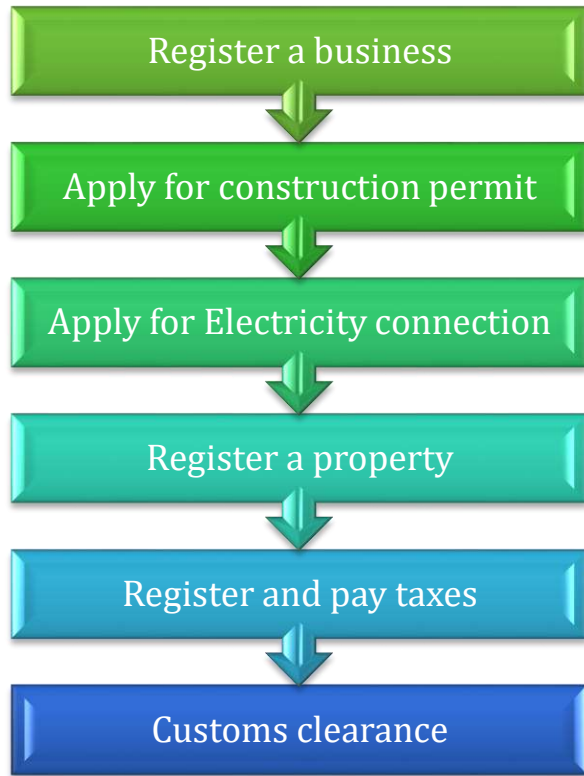 Register a business
Apply for construction permit
Apply for Electricity connection
Register a property
Register and pay taxes
Customs clearance